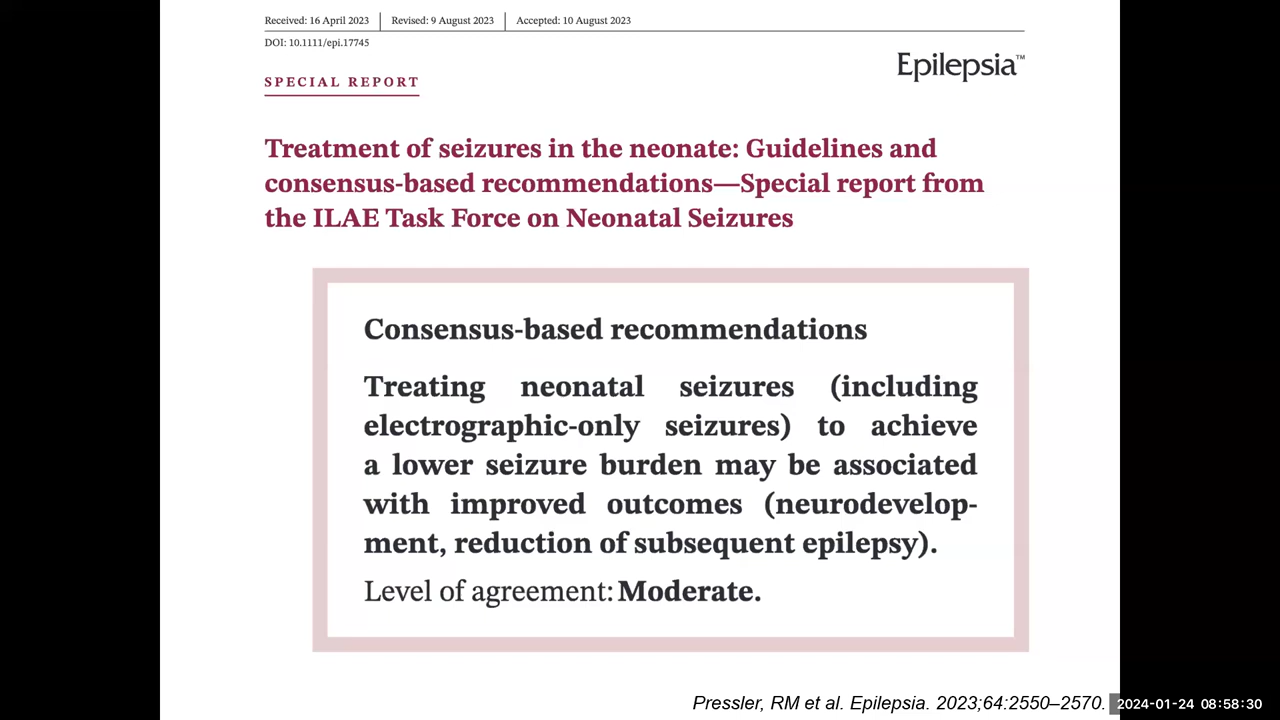 Received: 16 April 2023 | Revised: 9 August 2023 | Accepted: 10 August 2023
DOI: 10.1111/epi.17745
Epilepsia™
SPECIAL REPORT
Treatment of seizures in the neonate: Guidelines and
consensus-based recommendations—Special report from
the ILAE Task Force on Neonatal Seizures
Consensus-based recommendations
Treating neonatal seizures (including
electrographic-only seizures) to achieve
a lower seizure burden may be associated
with improved outcomes (neurodevelop-
ment, reduction of subsequent epilepsy).
Level of agreement: Moderate.
Pressler, RM et al. Epilepsia. 2023;64:2550–2570.
2024-01-24 08:58:30